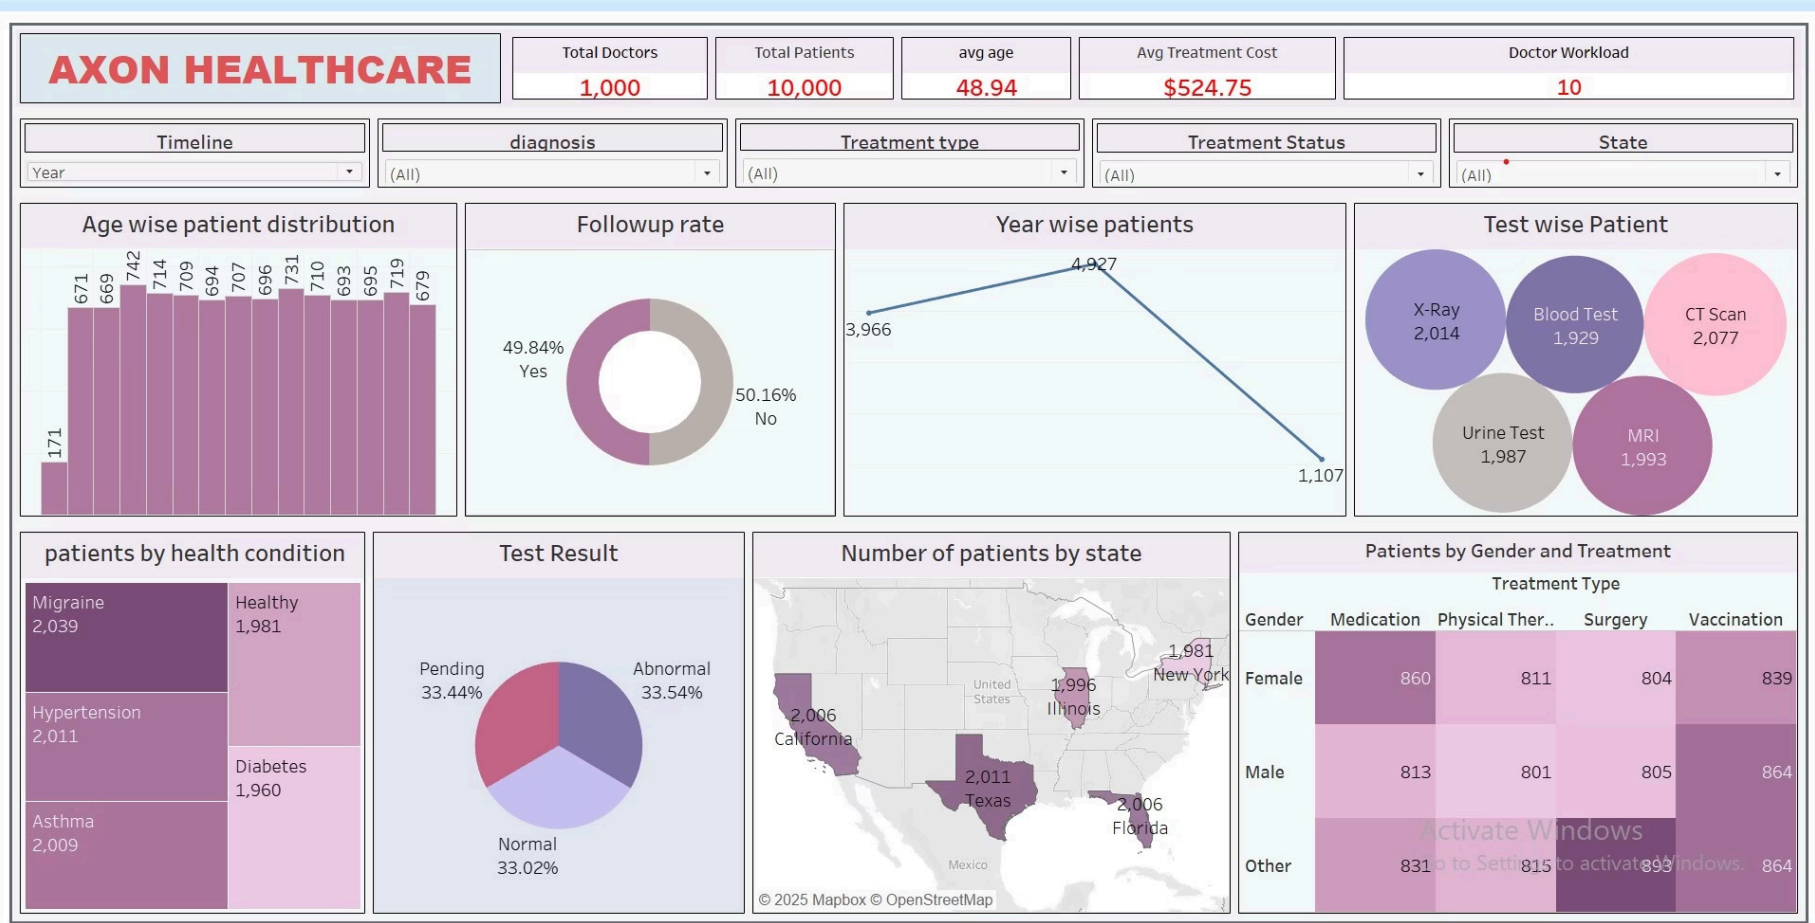 AXON HEALTHCARE
Total Doctors
1,000
Total Patients
10,000
avg age
48.94
Avg Treatment Cost
$524.75
Doctor Workload
10
Timeline
Year
diagnosis
(All)
Treatment type
(All)
Treatment Status
(All)
State
(All)
Age wise patient distribution
171
671
669
742
714
709
694
707
696
731
710
693
695
719
679
Followup rate
49.84%
Yes
50.16%
No
Year wise patients
3,966
4,927
1,107
Test wise Patient
X-Ray
2,014
Blood Test
1,929
CT Scan
2,077
Urine Test
1,987
MRI
1,993
patients by health condition
Migraine
2,039
Hypertension
2,011
Asthma
2,009
Healthy
1,981
Diabetes
1,960
Test Result
Pending
33.44%
Abnormal
33.54%
Normal
33.02%
Number of patients by state
1,981
New York
United
States
1,996
Illinois
2,006
California
2,011
Texas
2,006
Florida
Mexico
© 2025 Mapbox © OpenStreetMap
Patients by Gender and Treatment
Treatment Type
Gender Medication Physical Ther.. Surgery Vaccination
Female 860 811 804 839
Male 813 801 805 864
Other 831 815 893 864
Activate Windows
Go to Settings to activate Windows.